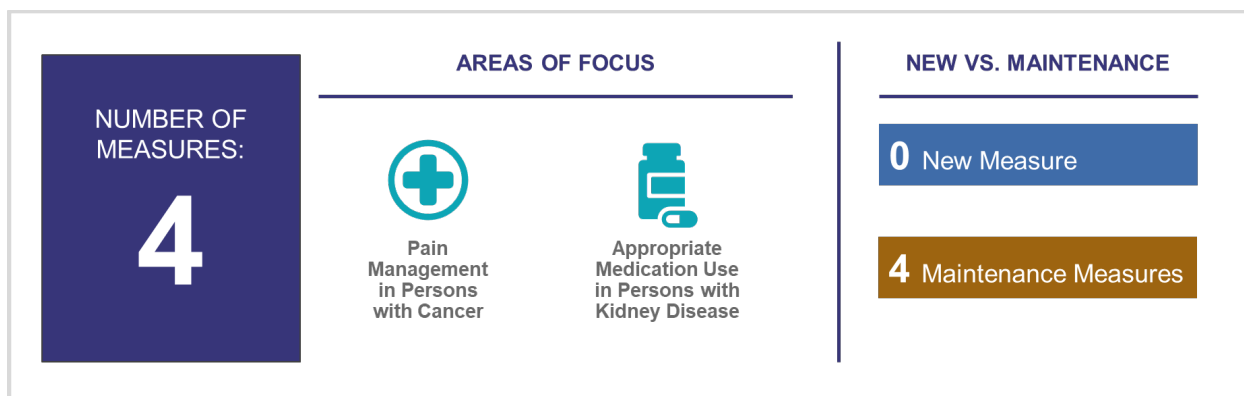 NUMBER OF
MEASURES:
4
AREAS OF FOCUS
Pain
Management
in Persons
with Cancer
Appropriate
Medication Use
in Persons with
Kidney Disease
NEW VS. MAINTENANCE
0 New Measure
4 Maintenance Measures